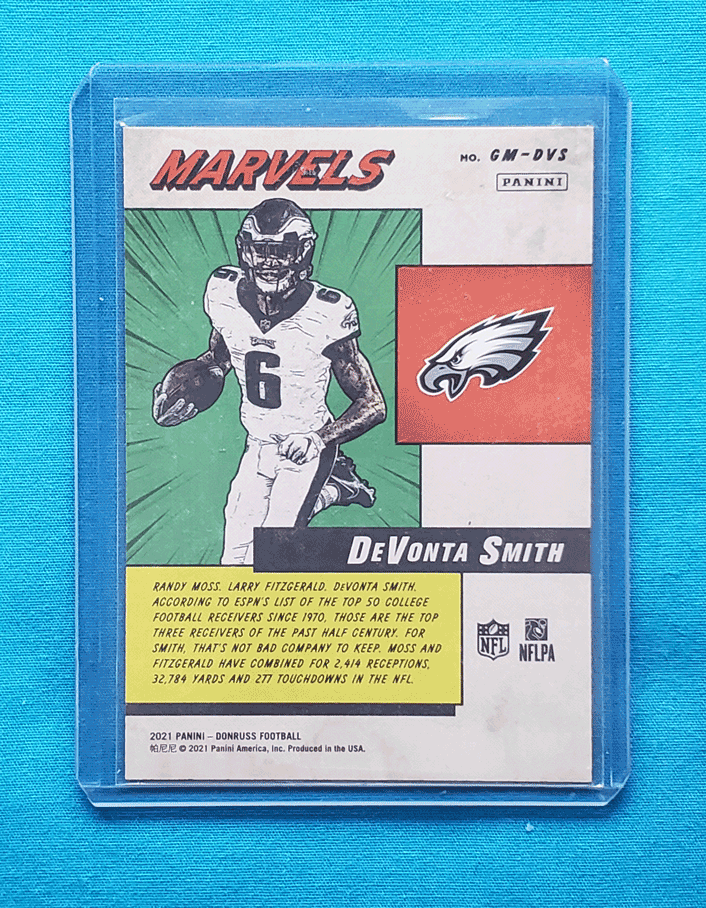 MARVELS
NO. GM-DVS
PANINI
6
6
EAGLES
DEVONTA SMITH
RANDY MOSS. LARRY FITZGERALD. DEVONTA SMITH.
ACCORDING TO ESPN'S LIST OF THE TOP 50 COLLEGE
FOOTBALL RECEIVERS SINCE 1970, THOSE ARE THE TOP
THREE RECEIVERS OF THE PAST HALF CENTURY. FOR
SMITH, THAT'S NOT BAD COMPANY TO KEEP. MOSS AND
FITZGERALD HAVE COMBINED FOR 2,414 RECEPTIONS,
32,784 YARDS AND 277 TOUCHDOWNS IN THE NFL.
NFL
NFLPA
2021 PANINI – DONRUSS FOOTBALL
帕尼尼 © 2021 Panini America, Inc. Produced in the USA.